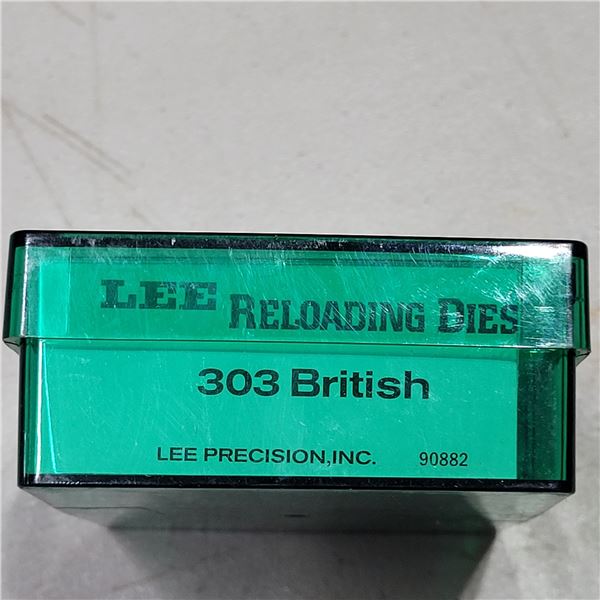 LEE RELOADING DIES
303 British
LEE PRECISION,INC. 90882